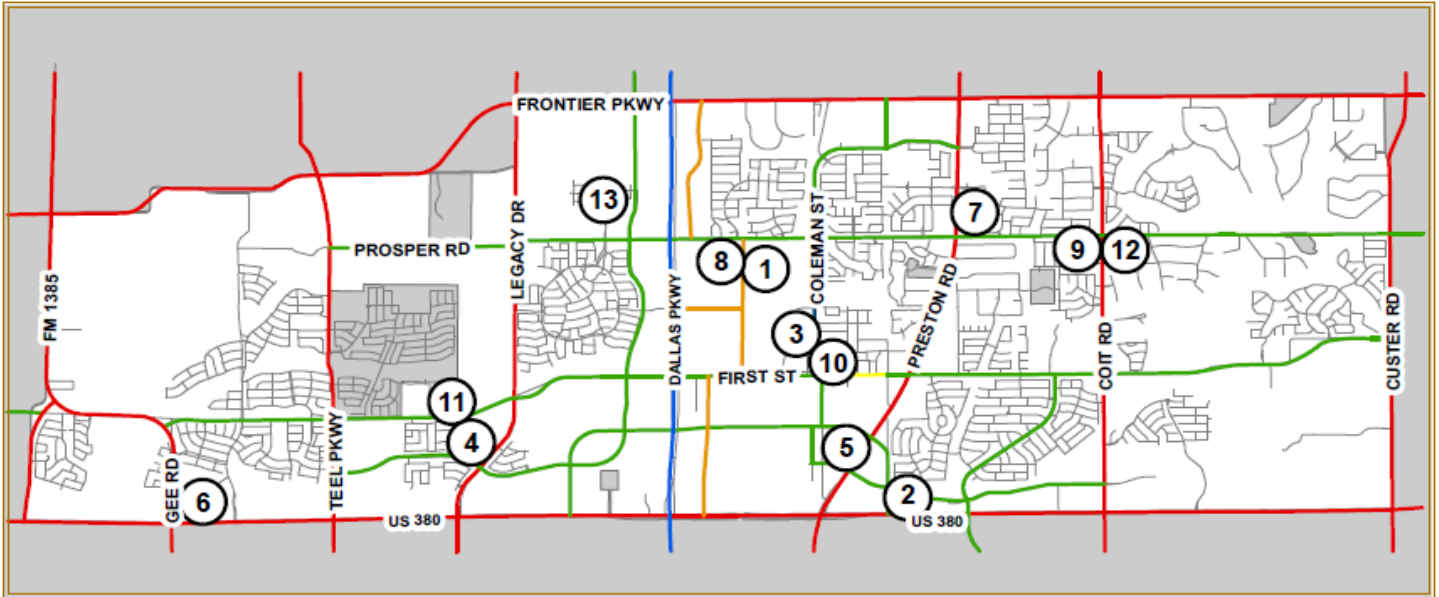 FRONTIER PKWY
13
7
LEGACY DR
COLEMAN ST
PROSPER RD
9
12
8
1
FM 1385
DALLAS PKWY
PRESTON RD
CUSTER RD
3
10
COIT RD
FIRST ST
11
4
5
TEEL PKWY
GEE RD
6
2
US 380
US 380